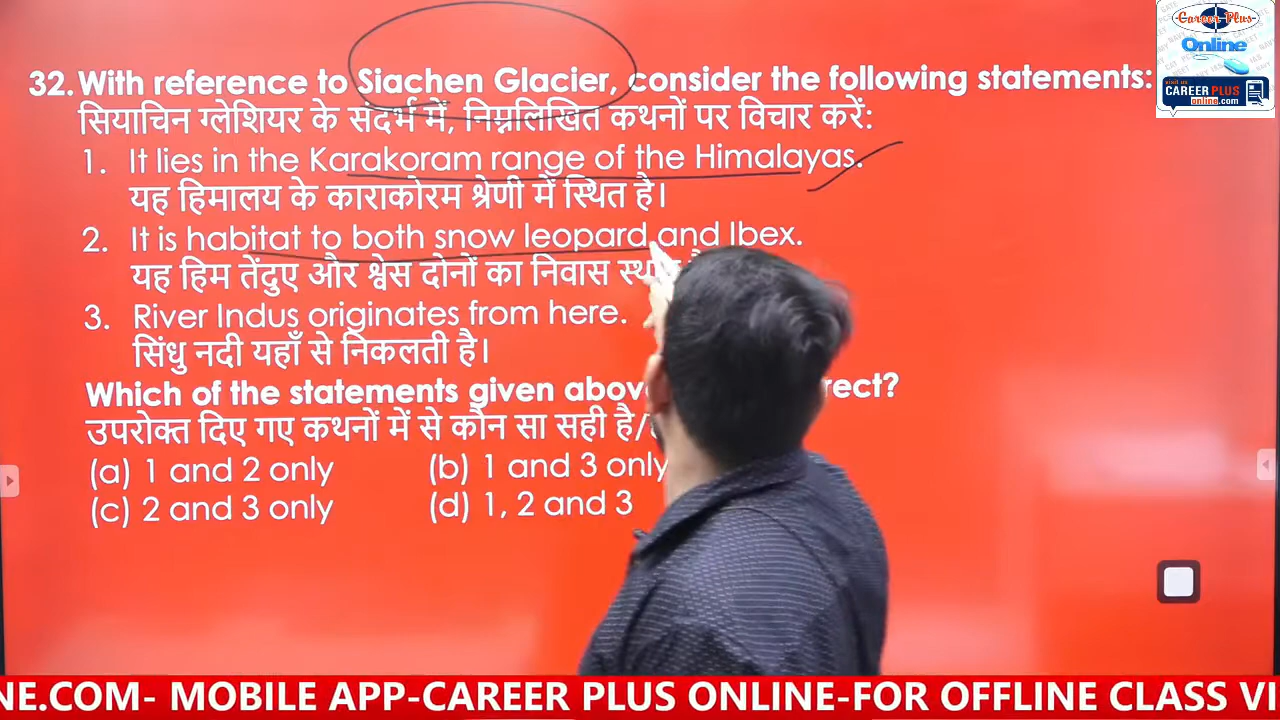 Career Plus
Online
CAREER PLUS
online.com
32. With reference to Siachen Glacier, consider the following statements:
सियाचिन ग्लेशियर के संदर्भ में, निम्नलिखित कथनों पर विचार करें:
1. It lies in the Karakoram range of the Himalayas.
यह हिमालय के काराकोरम श्रेणी में स्थित है।
2. It is habitat to both snow leopard and Ibex.
यह हिम तेंदुए और श्वेस दोनों का निवास
3. River Indus originates from here.
सिंधु नदी यहाँ से निकलती है।
Which of the statements given
उपरोक्त दिए गए कथनों में से कौन सा सही है/
(a) 1 and 2 only (b) 1 and 3 only
(c) 2 and 3 only (d) 1, 2 and 3
NE.COM- MOBILE APP-CAREER PLUS ONLINE-FOR OFFLINE CLASS VI